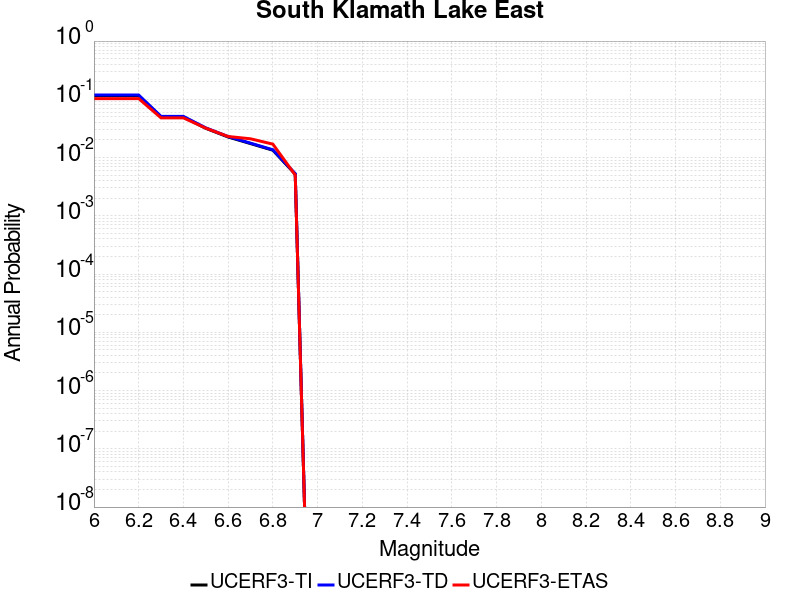 South Klamath Lake East
10^0
10^-1
10^-2
10^-3
10^-4
10^-5
10^-6
10^-7
10^-8
Annual Probability
6 6.2 6.4 6.6 6.8 7 7.2 7.4 7.6 7.8 8 8.2 8.4 8.6 8.8 9
Magnitude
UCERF3-TI UCERF3-TD UCERF3-ETAS